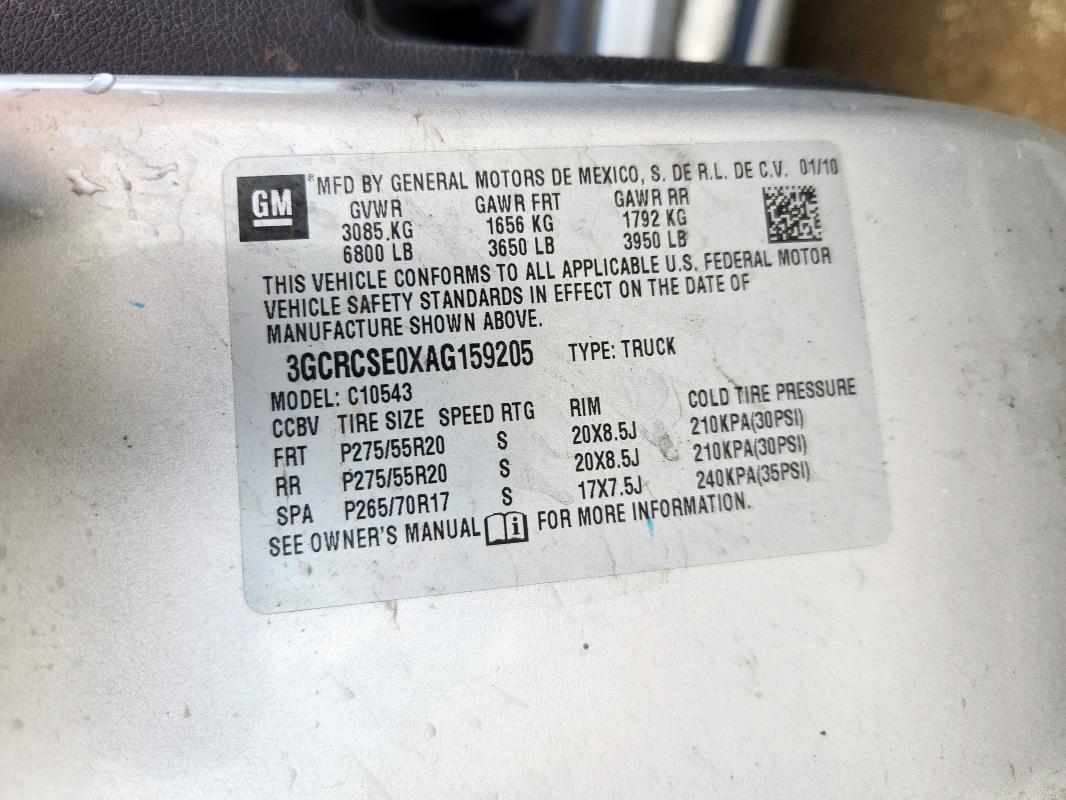 GM ® MFD BY GENERAL MOTORS DE MEXICO, S. DE R.L. DE C.V. 01/10
GVWR GAWR FRT GAWR RR
3085.KG 1656 KG 1792 KG
6800 LB 3650 LB 3950 LB
THIS VEHICLE CONFORMS TO ALL APPLICABLE U.S. FEDERAL MOTOR
VEHICLE SAFETY STANDARDS IN EFFECT ON THE DATE OF
MANUFACTURE SHOWN ABOVE.
3GCRCSE0XAG159205 TYPE: TRUCK
MODEL: C10543
CCBV TIRE SIZE SPEED RTG RIM COLD TIRE PRESSURE
FRT P275/55R20 S 20X8.5J 210KPA(30PSI)
RR P275/55R20 S 20X8.5J 210KPA(30PSI)
SPA P265/70R17 S 17X7.5J 240KPA(35PSI)
SEE OWNER'S MANUAL i FOR MORE INFORMATION.